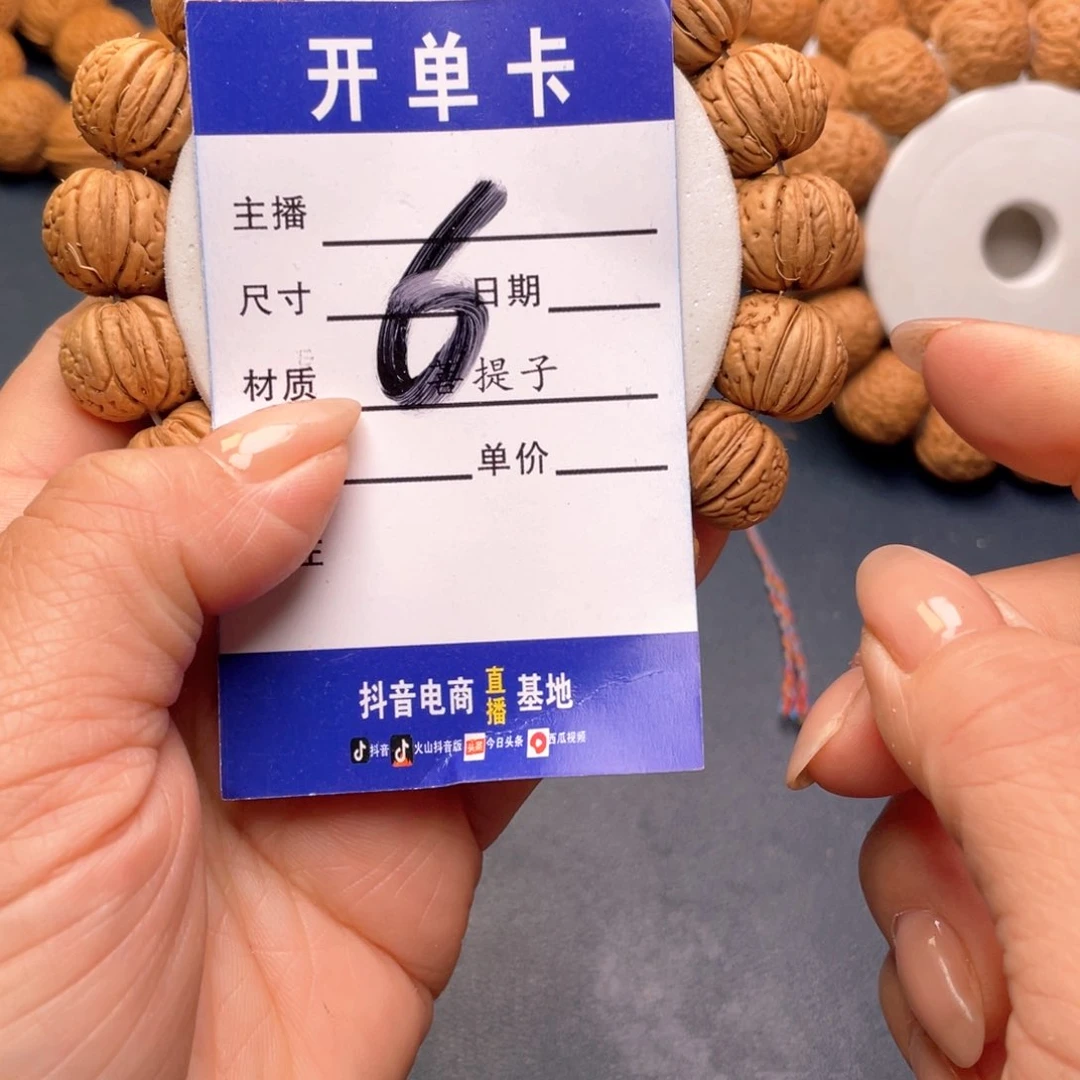 开单卡
主播
6
尺寸 日期
材质 菩提子
单价
抖音电商直播基地
抖音 火山抖音版 头条 今日头条 西瓜视频